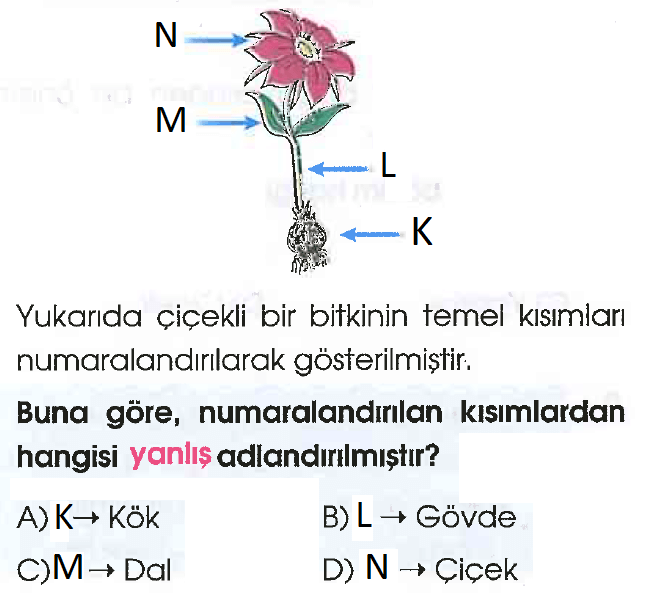 N
M
L
K
Yukarıda çiçekli bir bitkinin temel kısımları
numaralandırılarak gösterilmiştir.
Buna göre, numaralandırılan kısımlardan
hangisi yanlış adlandırılmıştır?
A) K→ Kök B) L → Gövde
C)M→ Dal D) N → Çiçek